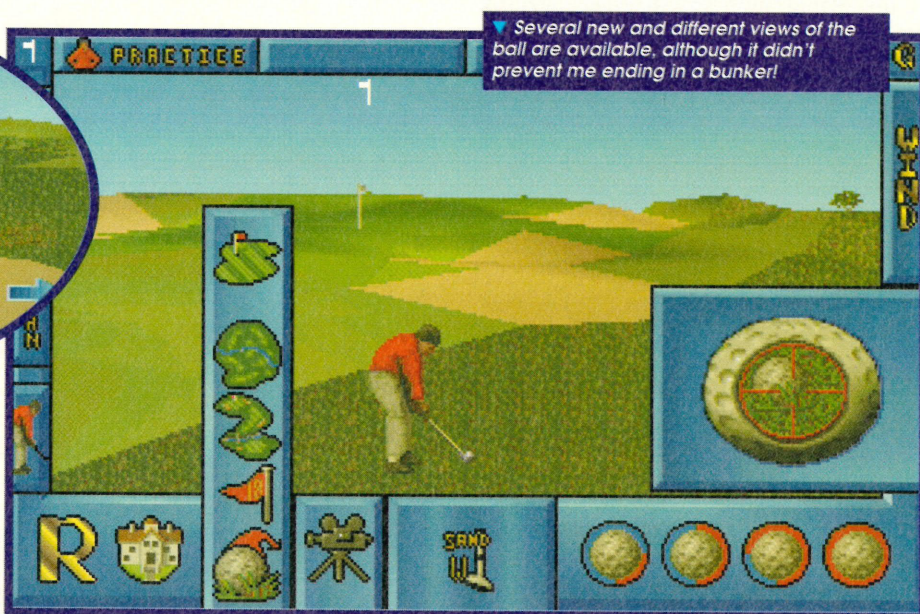 ▼ Several new and different views of the
ball are available, although it didn't
prevent me ending in a bunker!
PRACTICE
WIND
R
SAND
W